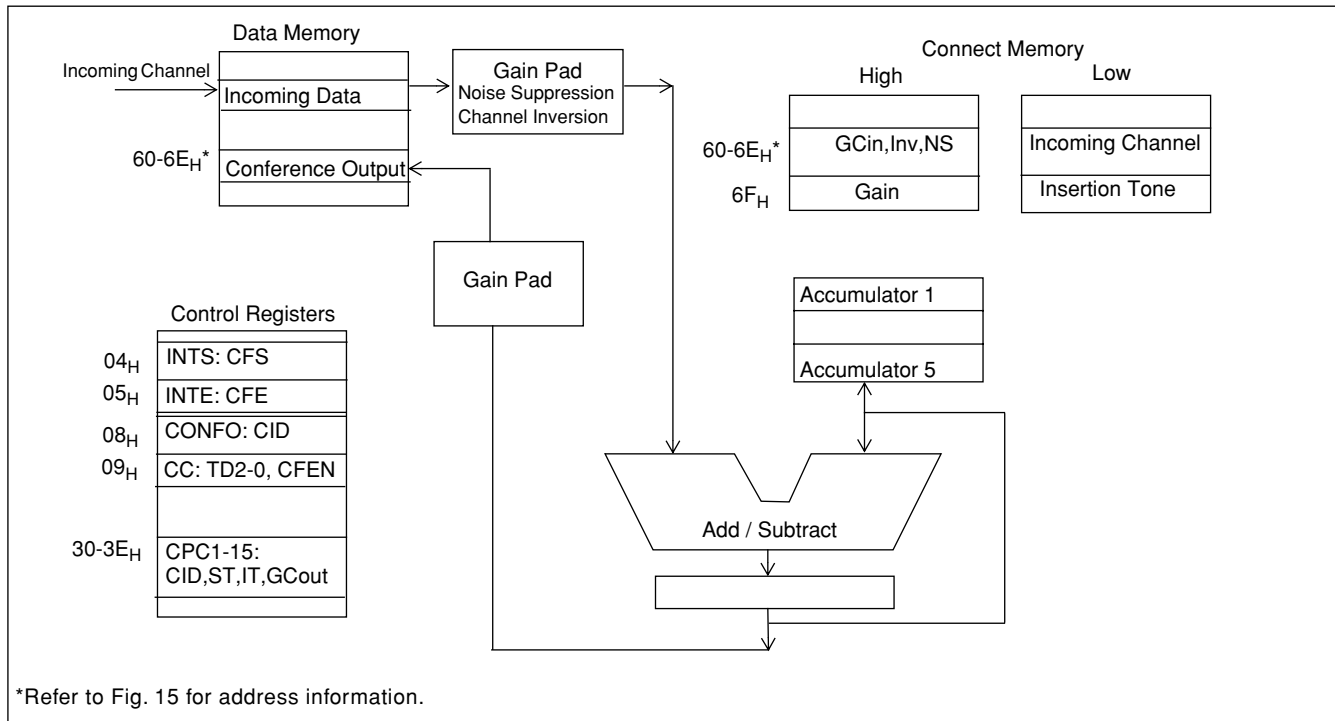 Data Memory
Incoming Channel
Incoming Data
60-6EH*
Conference Output
Gain Pad
Noise Suppression
Channel Inversion
Connect Memory
High
Low
60-6EH*
GCin,Inv,NS
Incoming Channel
6FH
Gain
Insertion Tone
Gain Pad
Accumulator 1
Accumulator 5
Control Registers
04H
INTS: CFS
05H
INTE: CFE
08H
CONFO: CID
09H
CC: TD2-0, CFEN
30-3EH
CPC1-15:
CID,ST,IT,GCout
Add / Subtract
*Refer to Fig. 15 for address information.